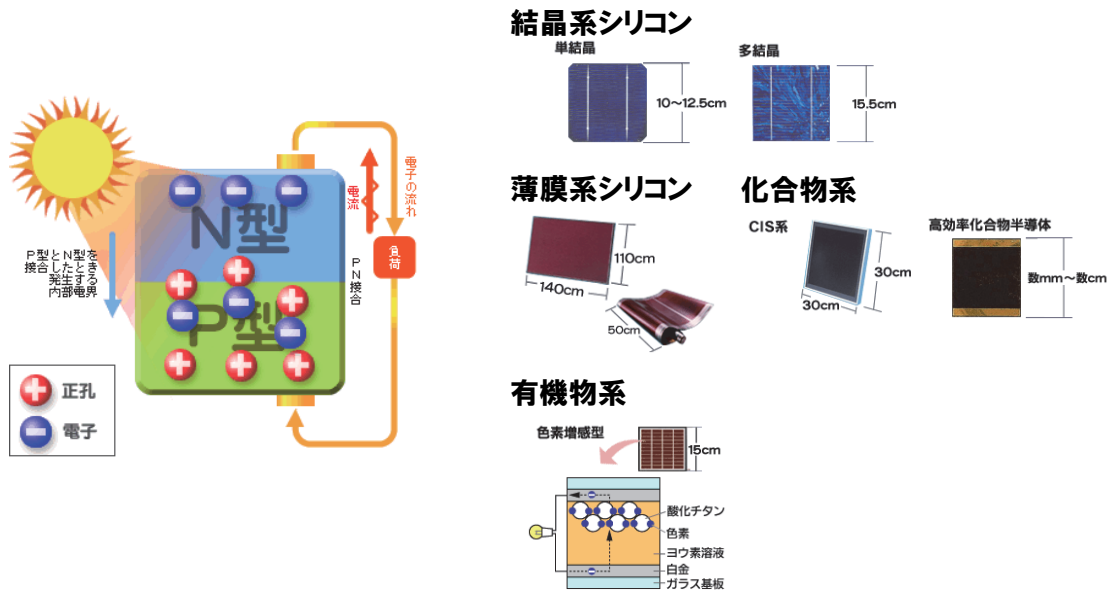 N型
P型
電流
電子の流れ
負荷
PN接合
P型とN型を
接合したとき
発生する
内部電界
正孔
電子
結晶系シリコン
単結晶
10～12.5cm
多結晶
15.5cm
薄膜系シリコン
110cm
140cm
50cm
化合物系
CIS系
30cm
30cm
高効率化合物半導体
数mm～数cm
有機物系
色素増感型
15cm
酸化チタン
色素
ヨウ素溶液
白金
ガラス基板